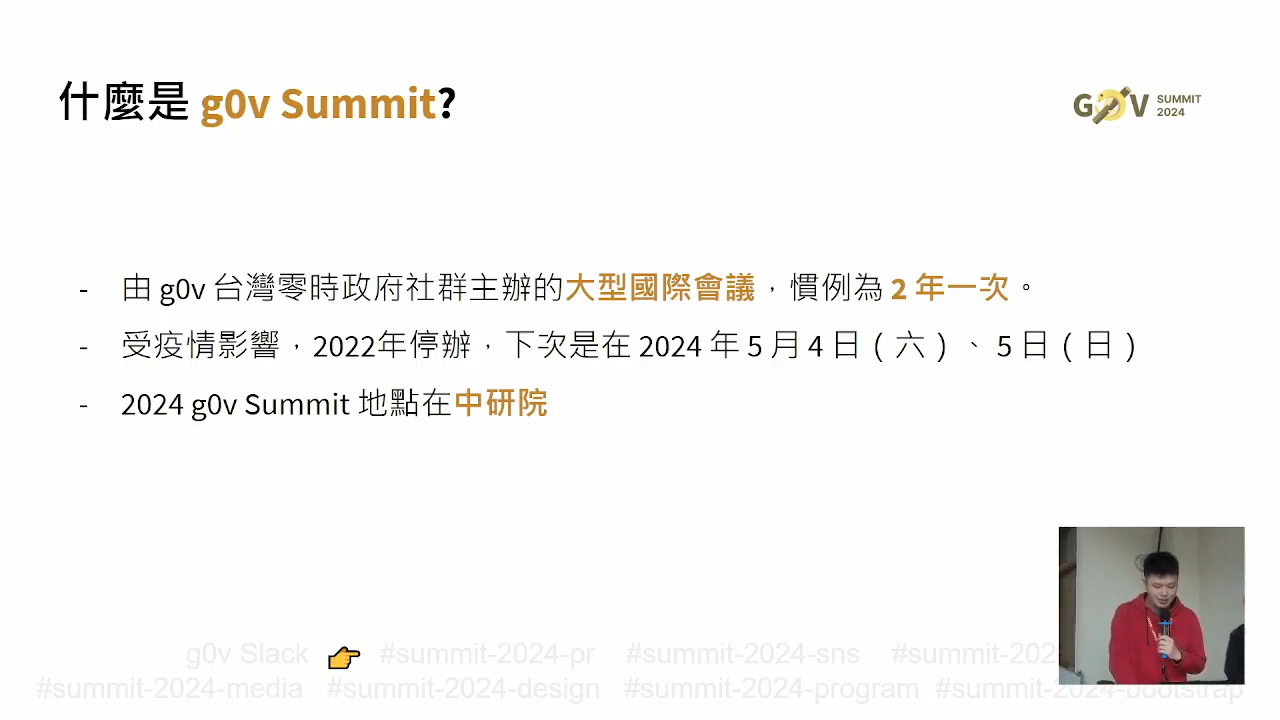 什麼是 g0v Summit?
G0V SUMMIT 2024
- 由 g0v 台灣零時政府社群主辦的大型國際會議，慣例為 2 年一次。
- 受疫情影響，2022年停辦，下次是在 2024 年 5 月 4 日（六）、 5 日（日）
- 2024 g0v Summit 地點在中研院
g0v Slack 👉 #summit-2024-pr #summit-2024-sns
#summit-2024-media #summit-2024-design #summit-2024-program #summit-2024-bootstrap